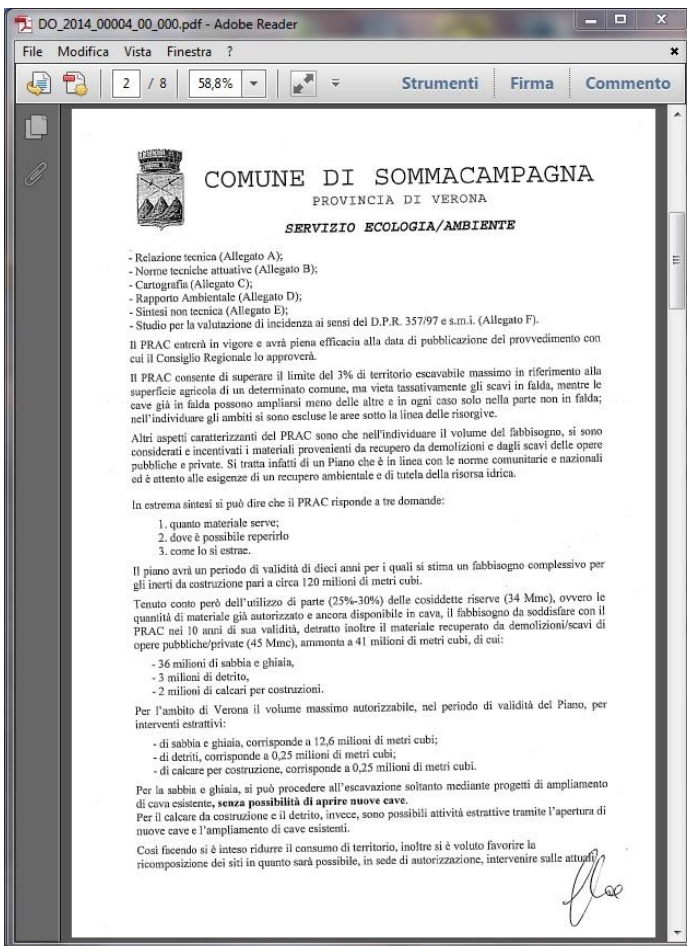 DO_2014_00004_00_000.pdf - Adobe Reader
File Modifica Vista Finestra ?
2 / 8 58,8% Strumenti Firma Commento
COMUNE DI SOMMACAMPAGNA
PROVINCIA DI VERONA
SERVIZIO ECOLOGIA/AMBIENTE
- Relazione tecnica (Allegato A);
- Norme tecniche attuative (Allegato B);
- Cartografia (Allegato C);
- Rapporto Ambientale (Allegato D);
- Sintesi non tecnica (Allegato E);
- Studio per la valutazione di incidenza ai sensi del D.P.R. 357/97 e s.m.i. (Allegato F).
Il PRAC entrerà in vigore e avrà piena efficacia alla data di pubblicazione del provvedimento con
cui il Consiglio Regionale lo approverà.
Il PRAC consente di superare il limite del 3% di territorio escavabile massimo in riferimento alla
superficie agricola di un determinato comune, ma vieta tassativamente gli scavi in falda, mentre le
cave già in falda possono ampliarsi meno delle altre e in ogni caso solo nella parte non in falda;
nell'individuare gli ambiti si sono escluse le aree sotto la linea delle risorgive.
Altri aspetti caratterizzanti del PRAC sono che nell'individuare il volume del fabbisogno, si sono
considerati e incentivati i materiali provenienti da recupero da demolizioni e dagli scavi delle opere
pubbliche e private. Si tratta infatti di un Piano che è in linea con le norme comunitarie e nazionali
ed è attento alle esigenze di un recupero ambientale e di tutela della risorsa idrica.
In estrema sintesi si può dire che il PRAC risponde a tre domande:
1. quanto materiale serve;
2. dove è possibile reperirlo
3. come lo si estrae.
Il piano avrà un periodo di validità di dieci anni per i quali si stima un fabbisogno complessivo per
gli inerti da costruzione pari a circa 120 milioni di metri cubi.
Tenuto conto però dell'utilizzo di parte (25%-30%) delle cosiddette riserve (34 Mmc), ovvero le
quantità di materiale già autorizzato e ancora disponibile in cava, il fabbisogno da soddisfare con il
PRAC nei 10 anni di sua validità, detratto inoltre il materiale recuperato da demolizioni/scavi di
opere pubbliche/private (45 Mmc), ammonta a 41 milioni di metri cubi, di cui:
- 36 milioni di sabbia e ghiaia,
- 3 milioni di detrito,
- 2 milioni di calcari per costruzioni.
Per l'ambito di Verona il volume massimo autorizzabile, nel periodo di validità del Piano, per
interventi estrattivi:
- di sabbia e ghiaia, corrisponde a 12,6 milioni di metri cubi;
- di detriti, corrisponde a 0,25 milioni di metri cubi;
- di calcare per costruzione, corrisponde a 0,25 milioni di metri cubi.
Per la sabbia e ghiaia, si può procedere all'escavazione soltanto mediante progetti di ampliamento
di cava esistente, senza possibilità di aprire nuove cave.
Per il calcare da costruzione e il detrito, invece, sono possibili attività estrattive tramite l'apertura di
nuove cave e l'ampliamento di cave esistenti.
Così facendo si è inteso ridurre il consumo di territorio, inoltre si è voluto favorire la
ricomposizione dei siti in quanto sarà possibile, in sede di autorizzazione, intervenire sulle attuali